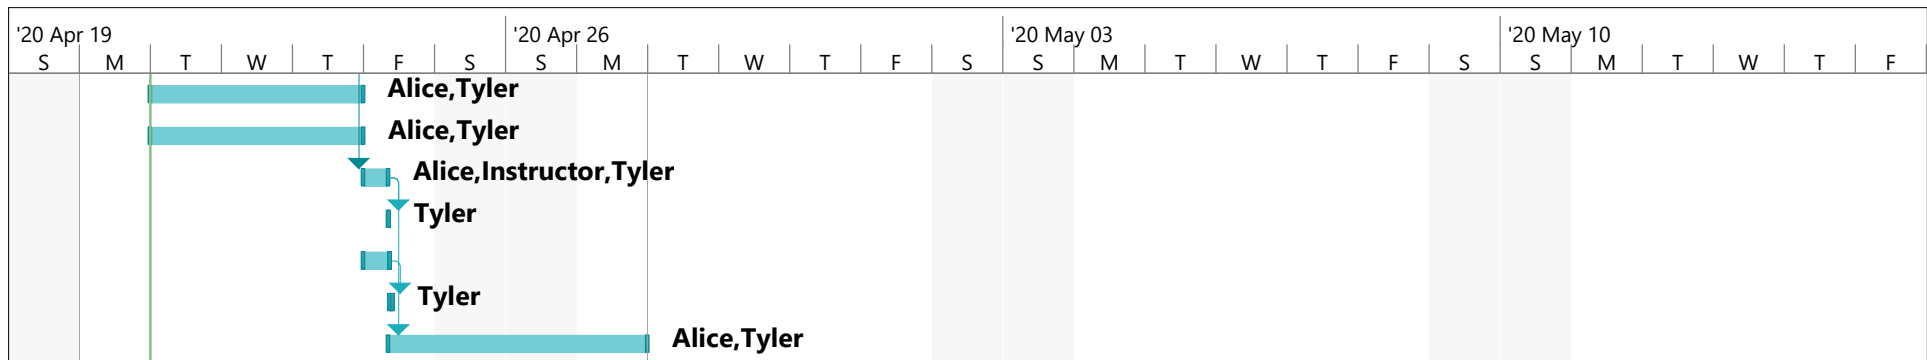 '20 Apr 19 '20 Apr 26 '20 May 03 '20 May 10
S M T W T F S S M T W T F S S M T W T F S S M T W T F
Alice,Tyler
Alice,Tyler
Alice,Instructor,Tyler
Tyler
Tyler
Alice,Tyler